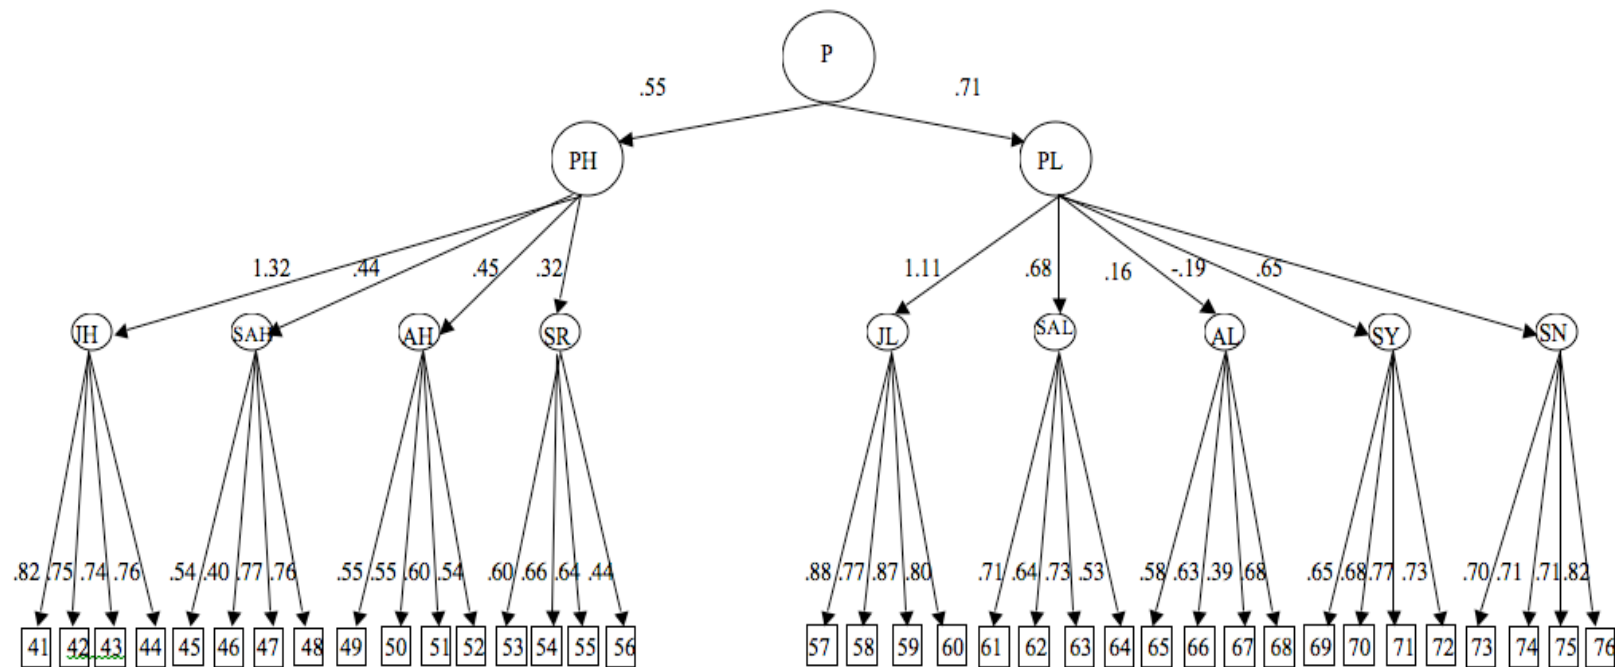 P
.55 .71
PH PL
1.32 .44 .45 .32 1.11 .68 .16 -.19 .65
JH SAH AH SR JL SAL AL SY SN
.82 .75 .74 .76 .54 .40 .77 .76 .55 .55 .60 .54 .60 .66 .64 .44 .88 .77 .87 .80 .71 .64 .73 .53 .58 .63 .39 .68 .65 .68 .77 .73 .70 .71 .71 .82
41 42 43 44 45 46 47 48 49 50 51 52 53 54 55 56 57 58 59 60 61 62 63 64 65 66 67 68 69 70 71 72 73 74 75 76